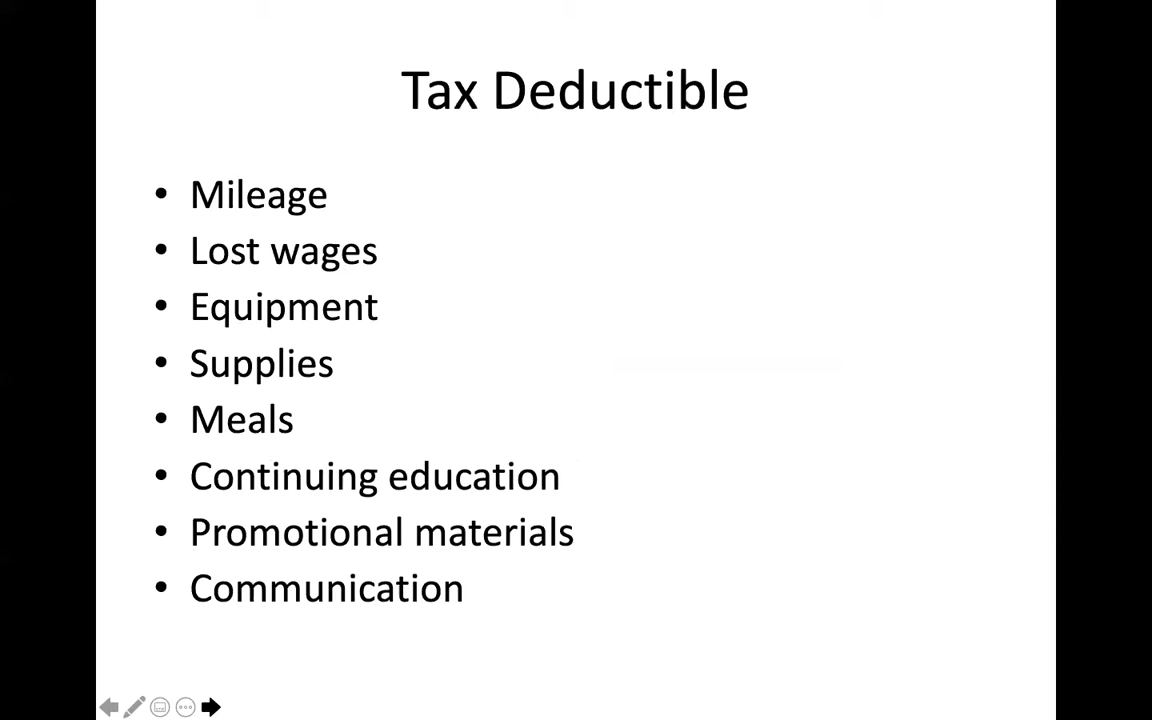 Tax Deductible
• Mileage
• Lost wages
• Equipment
• Supplies
• Meals
• Continuing education
• Promotional materials
• Communication